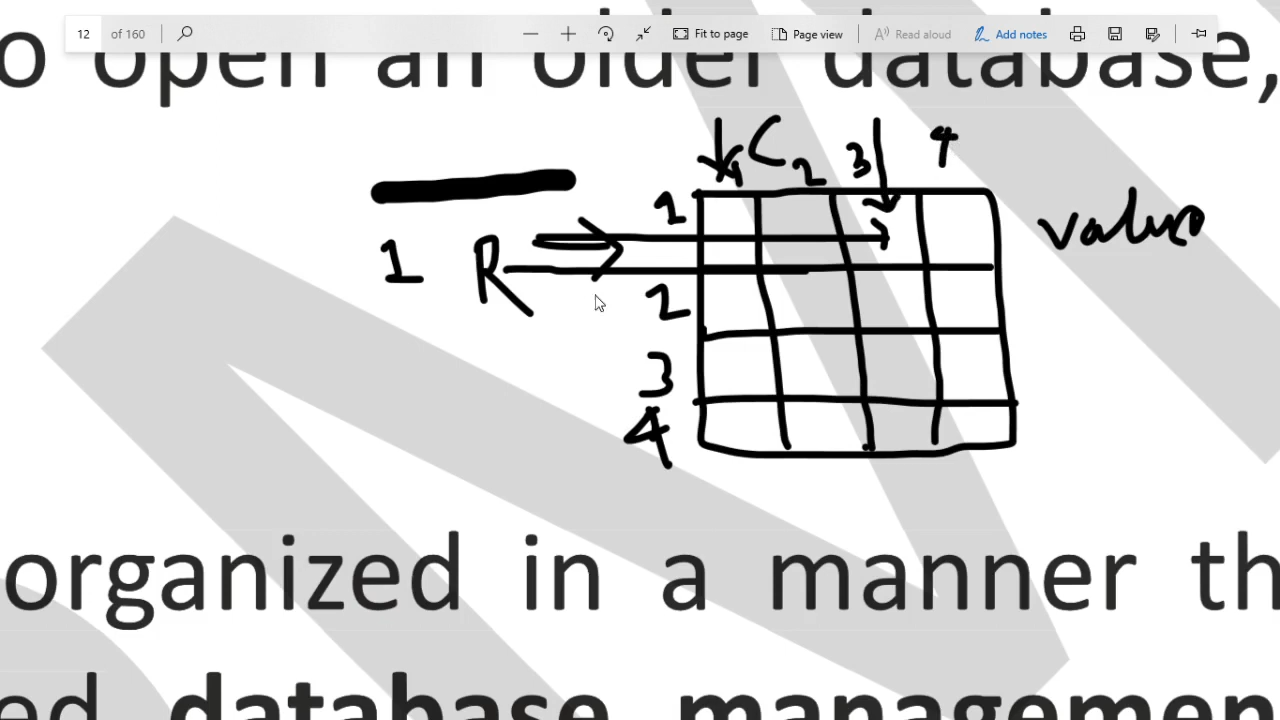 12 of 160 Fit to page Page view Read aloud Add notes
o open an older database,
C
1 2 3 4
1
1 R
value
2
3
4
organized in a manner th
ed database managemen